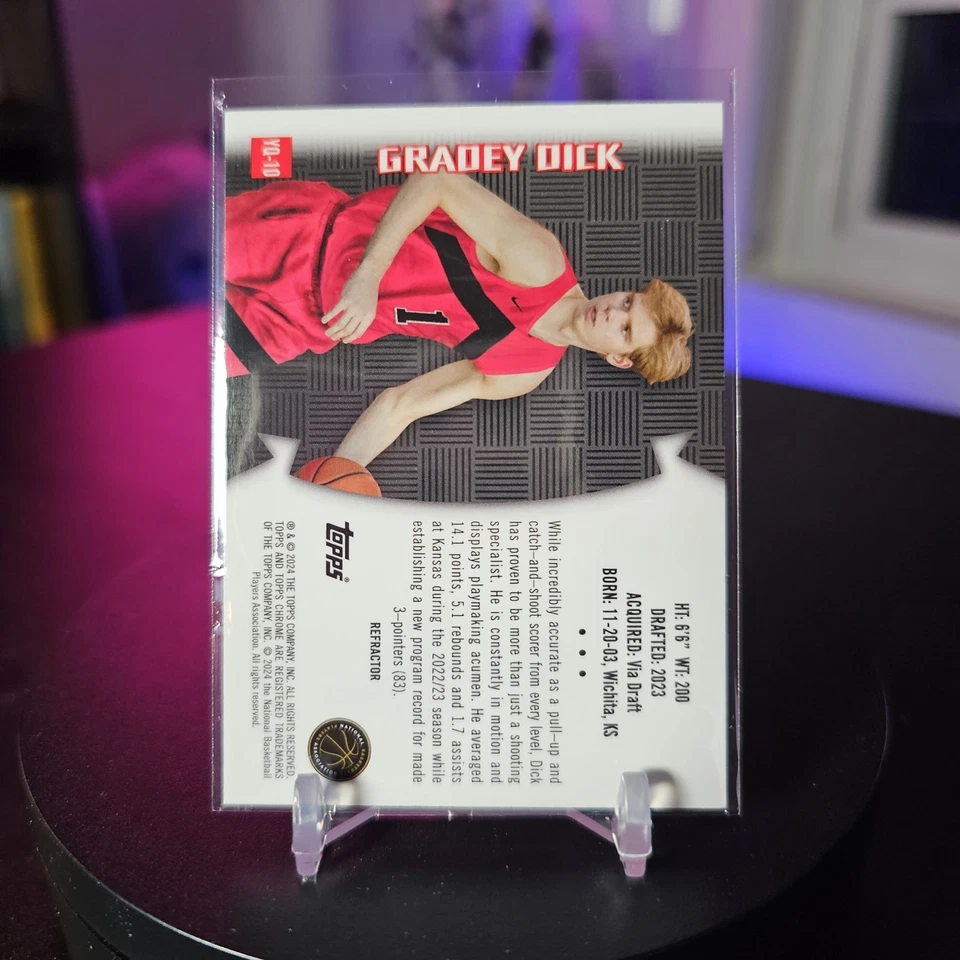 YQ-10
GRADEY DICK
1
HT: 6'6" WT: 200
DRAFTED: 2023
ACQUIRED: Via Draft
BORN: 11-20-03, Wichita, KS
• • •
While incredibly accurate as a pull-up and
catch-and-shoot scorer from every level, Dick
has proven to be more than just a shooting
specialist. He is constantly in motion and
displays playmaking acumen. He averaged
14.1 points, 5.1 rebounds and 1.7 assists
at Kansas during the 2022/23 season while
establishing a new program record for made
3-pointers (83).
REFRACTOR
topps®
® & © 2024 THE TOPPS COMPANY, INC. ALL RIGHTS RESERVED.
TOPPS AND TOPPS CHROME ARE REGISTERED TRADEMARKS
OF THE TOPPS COMPANY, INC. © 2024 the National Basketball
Players Association. All rights reserved.
NATIONAL
ASSOCIATION